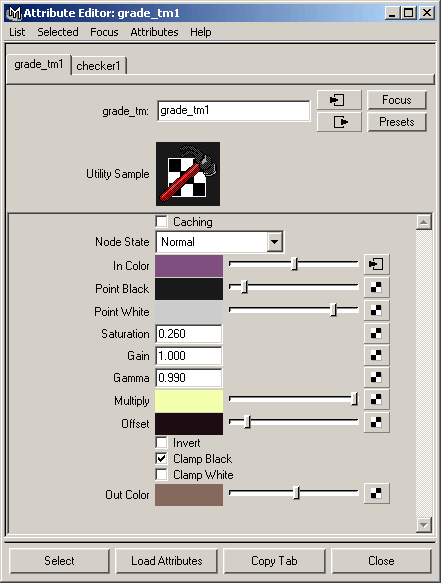 Attribute Editor: grade_tm1
List Selected Focus Attributes Help
grade_tm1 checker1
grade_tm: grade_tm1 Focus
Presets
Utility Sample
Caching
Node State Normal
In Color
Point Black
Point White
Saturation 0.260
Gain 1.000
Gamma 0.990
Multiply
Offset
Invert
Clamp Black
Clamp White
Out Color
Select Load Attributes Copy Tab Close